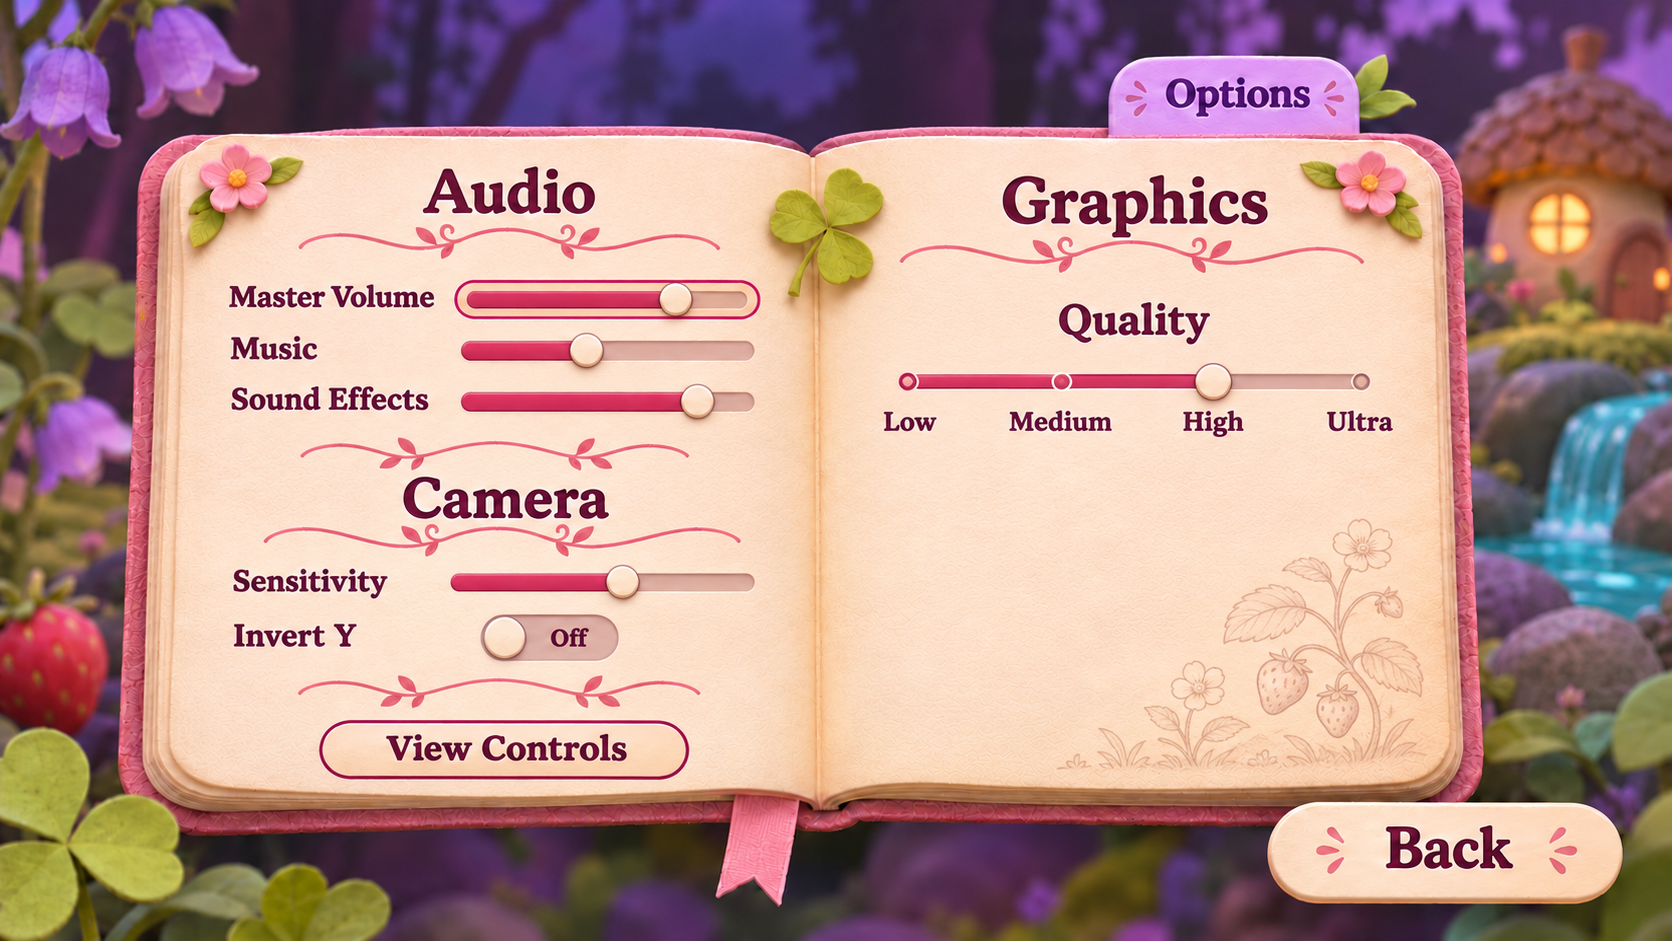 Options
Audio
Master Volume
Music
Sound Effects
Camera
Sensitivity
Invert Y
Off
View Controls
Graphics
Quality
Low
Medium
High
Ultra
Back